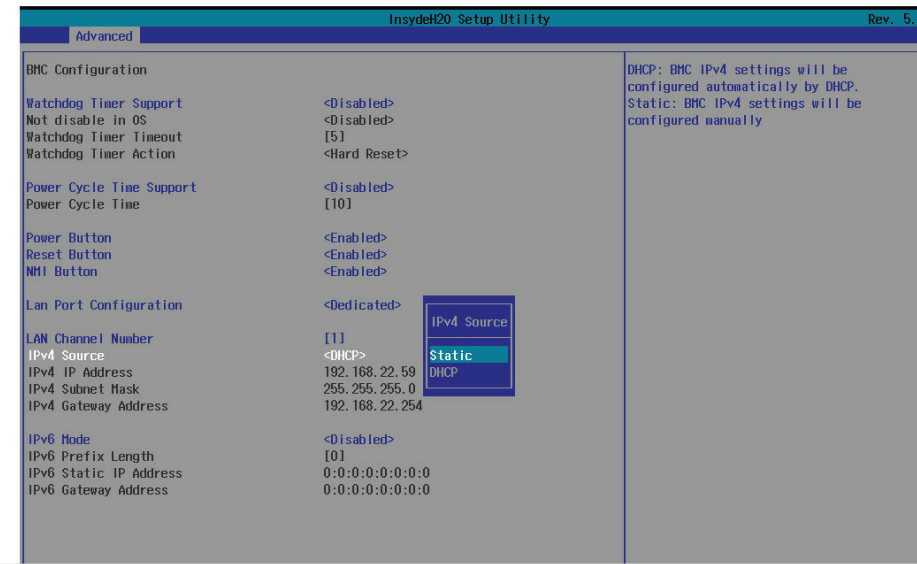 InsydeH2O Setup Utility Rev. 5.
Advanced
BMC Configuration
Watchdog Timer Support <Disabled>
Not disable in OS <Disabled>
Watchdog Timer Timeout [5]
Watchdog Timer Action <Hard Reset>
Power Cycle Time Support <Disabled>
Power Cycle Time [10]
Power Button <Enabled>
Reset Button <Enabled>
NMI Button <Enabled>
Lan Port Configuration <Dedicated>
LAN Channel Number [1]
IPv4 Source <DHCP>
IPv4 IP Address 192.168.22.59
IPv4 Subnet Mask 255.255.255.0
IPv4 Gateway Address 192.168.22.254
IPv6 Mode <Disabled>
IPv6 Prefix Length [0]
IPv6 Static IP Address 0:0:0:0:0:0:0:0
IPv6 Gateway Address 0:0:0:0:0:0:0:0
IPv4 Source
Static
DHCP
DHCP: BMC IPv4 settings will be
configured automatically by DHCP.
Static: BMC IPv4 settings will be
configured manually